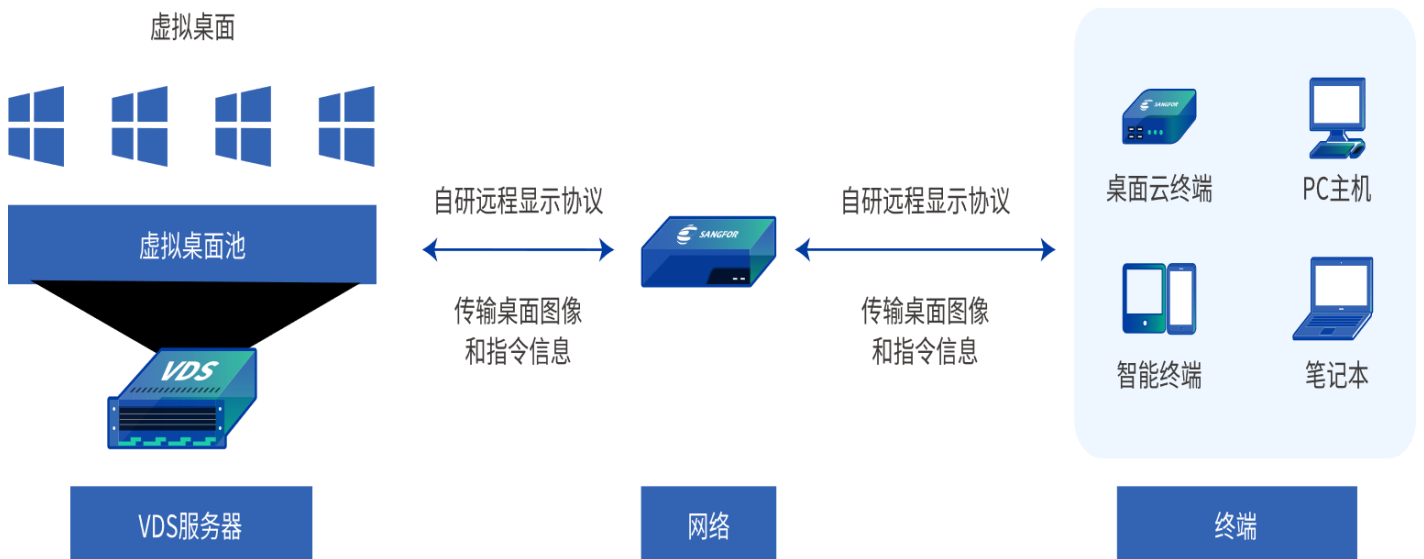 虚拟桌面
虚拟桌面池
VDS
VDS服务器
自研远程显示协议
传输桌面图像
和指令信息
SANGFOR
网络
自研远程显示协议
传输桌面图像
和指令信息
SANGFOR
桌面云终端
PC主机
智能终端
笔记本
终端